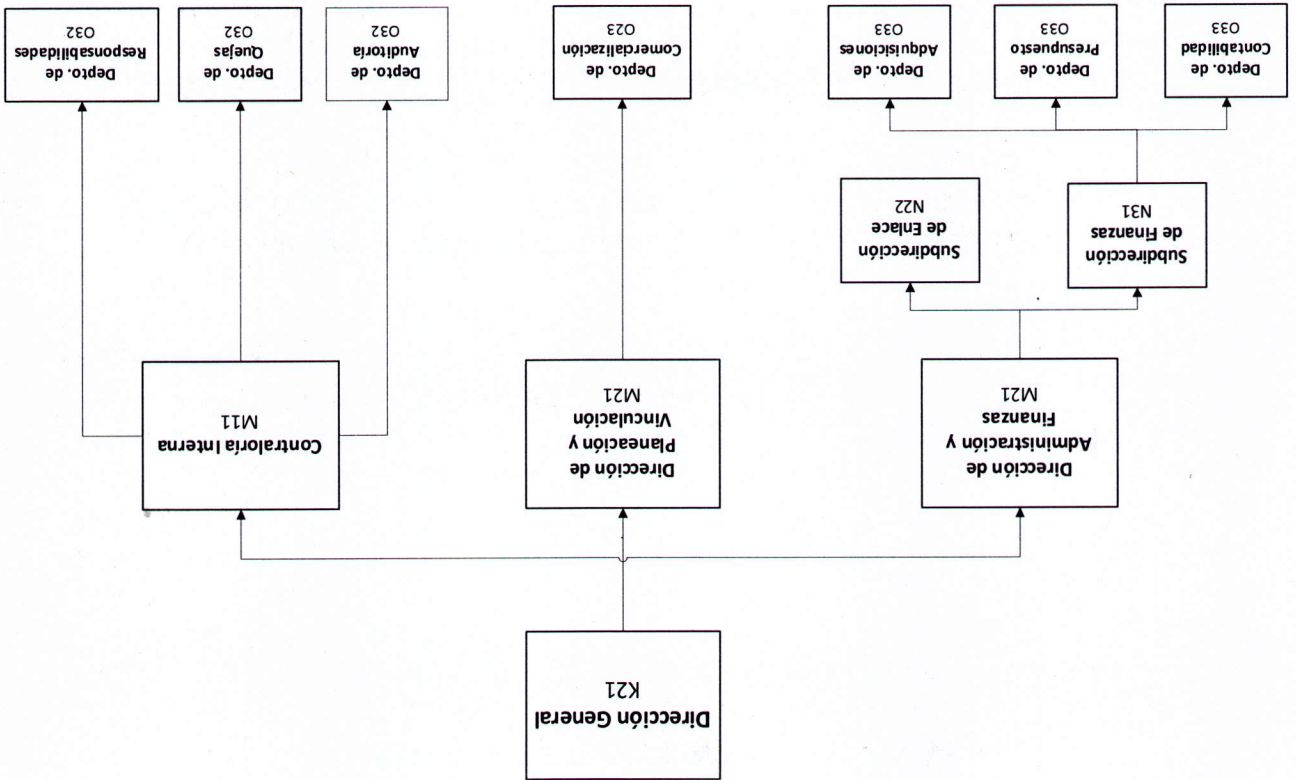 Dirección General
K21
Dirección de
Administración y
Finanzas
M21
Dirección de
Planeación y
Vinculación
M21
Contraloría Interna
M11
Subdirección
de Finanzas
N31
Subdirección
de Enlace
N22
Depto. de
Contabilidad
O33
Depto. de
Presupuesto
O33
Depto. de
Adquisiciones
O33
Depto. de
Comercialización
O23
Depto. de
Auditoría
O32
Depto. de
Quejas
O32
Depto. de
Responsabilidades
O32